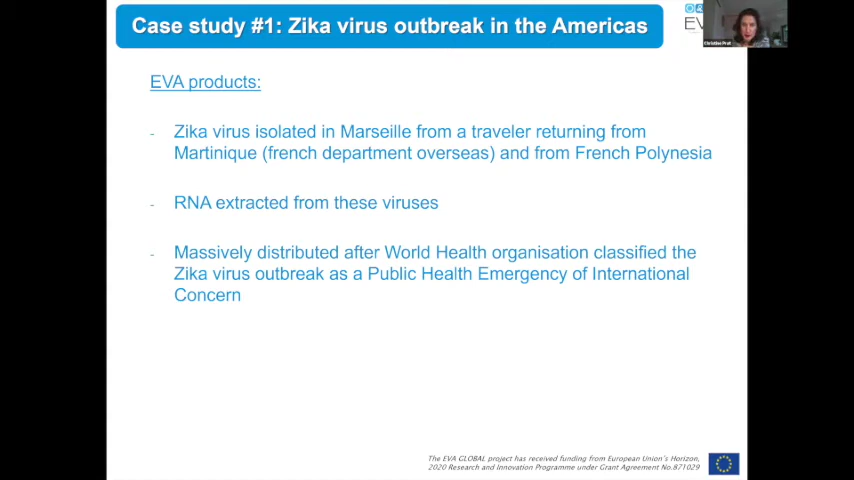 Case study #1: Zika virus outbreak in the Americas
EV
Christine Prat
EVA products:
- Zika virus isolated in Marseille from a traveler returning from
Martinique (french department overseas) and from French Polynesia
- RNA extracted from these viruses
- Massively distributed after World Health organisation classified the
Zika virus outbreak as a Public Health Emergency of International
Concern
The EVA GLOBAL project has received funding from European Union's Horizon,
2020 Research and Innovation Programme under Grant Agreement No.871029